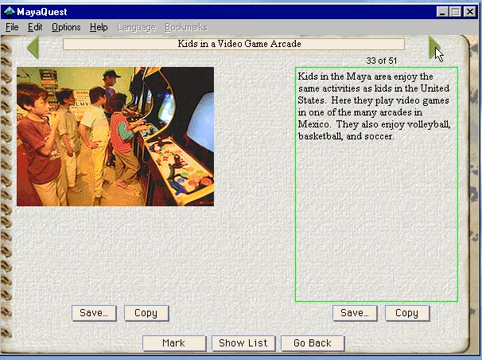 MayaQuest
File Edit Options Help Language Bookmarks
Kids in a Video Game Arcade
33 of 51
Kids in the Maya area enjoy the
same activities as kids in the United
States. Here they play video games
in one of the many arcades in
Mexico. They also enjoy volleyball,
basketball, and soccer.
Save... Copy
Save... Copy
Mark Show List Go Back